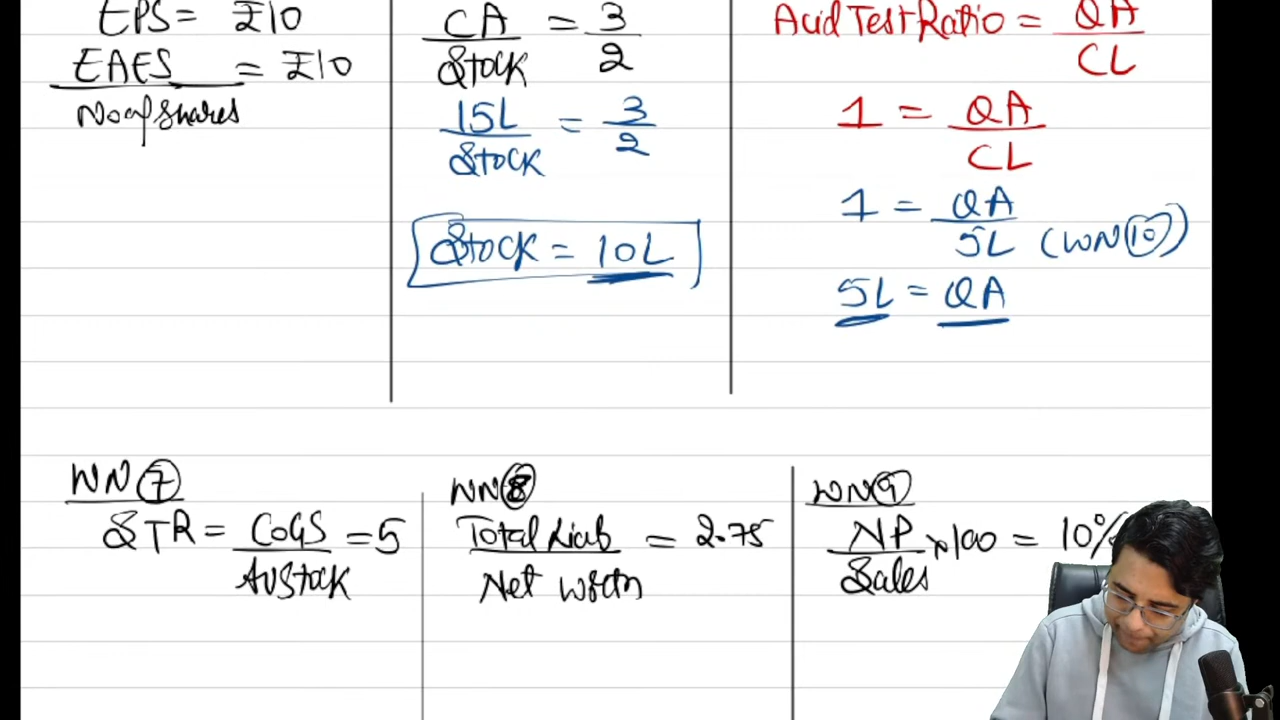 EPS = ₹10
EAES = ₹10
No of Shares
CA = 3
Stock 2
15L = 3
Stock 2
Stock = 10L
Acid Test Ratio = QA
CL
1 = QA
CL
1 = QA
5L (WN 10)
5L = QA
WN 7
STR = COGS = 5
AvStock
WN 8
Total Liab = 2.75
Net worth
WN 9
NP × 100 = 10%
Sales